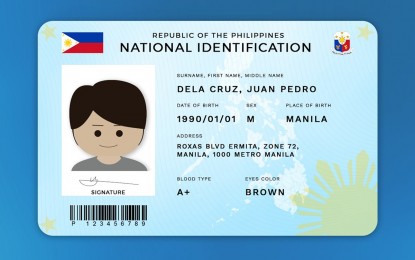 REPUBLIC OF THE PHILIPPINES
NATIONAL IDENTIFICATION
SURNAME, FIRST NAME, MIDDLE NAME
DELA CRUZ, JUAN PEDRO
DATE OF BIRTH SEX PLACE OF BIRTH
1990/01/01 M MANILA
ADDRESS
ROXAS BLVD ERMITA, ZONE 72,
MANILA, 1000 METRO MANILA
BLOOD TYPE EYES COLOR
A+ BROWN
SIGNATURE
P 123456789